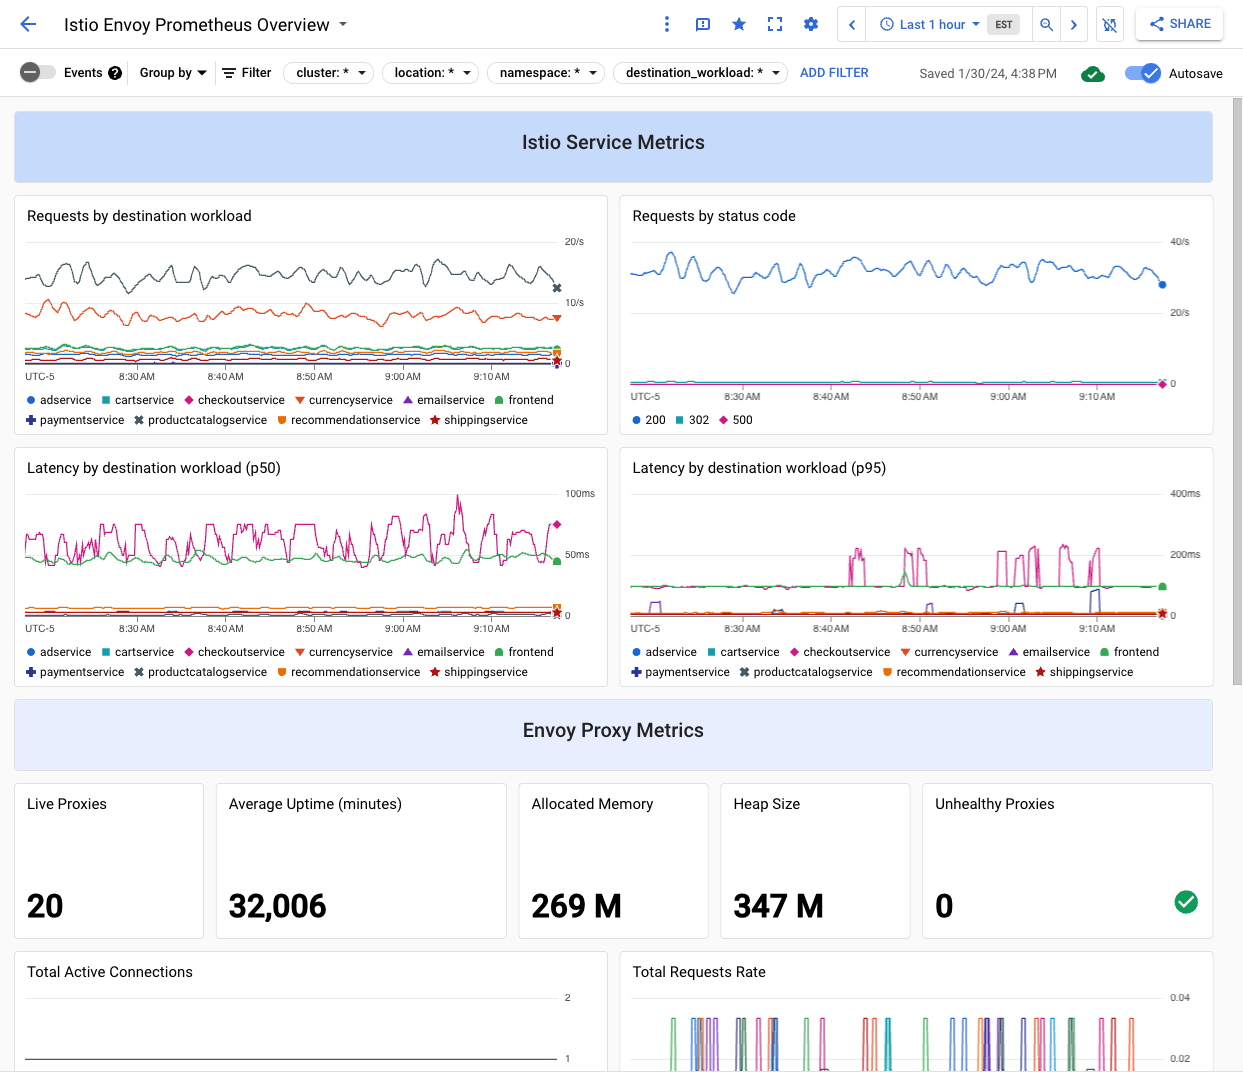 Istio Envoy Prometheus Overview
Last 1 hour EST SHARE
Events Group by Filter cluster: * location: * namespace: * destination_workload: * ADD FILTER Saved 1/30/24, 4:38 PM Autosave
Istio Service Metrics
Requests by destination workload
20/s
10/s
0
UTC-5 8:30 AM 8:40 AM 8:50 AM 9:00 AM 9:10 AM
adservice cartservice checkoutservice currencyservice emailservice frontend
paymentservice productcatalogservice recommendationservice shippingservice
Requests by status code
40/s
20/s
0
UTC-5 8:30 AM 8:40 AM 8:50 AM 9:00 AM 9:10 AM
200 302 500
Latency by destination workload (p50)
100ms
50ms
0
UTC-5 8:30 AM 8:40 AM 8:50 AM 9:00 AM 9:10 AM
adservice cartservice checkoutservice currencyservice emailservice frontend
paymentservice productcatalogservice recommendationservice shippingservice
Latency by destination workload (p95)
400ms
200ms
0
UTC-5 8:30 AM 8:40 AM 8:50 AM 9:00 AM 9:10 AM
adservice cartservice checkoutservice currencyservice emailservice frontend
paymentservice productcatalogservice recommendationservice shippingservice
Envoy Proxy Metrics
Live Proxies
20
Average Uptime (minutes)
32,006
Allocated Memory
269 M
Heap Size
347 M
Unhealthy Proxies
0
Total Active Connections
2
1
Total Requests Rate
0.04
0.02